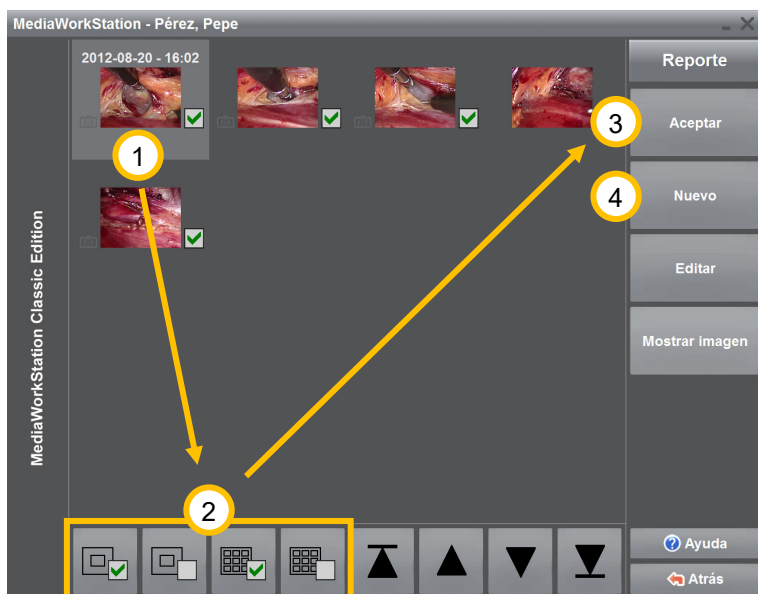 MediaWorkStation - Pérez, Pepe
2012-08-20 - 16:02
1
2
3
4
MediaWorkStation Classic Edition
Reporte
Aceptar
Nuevo
Editar
Mostrar imagen
Ayuda
Atrás